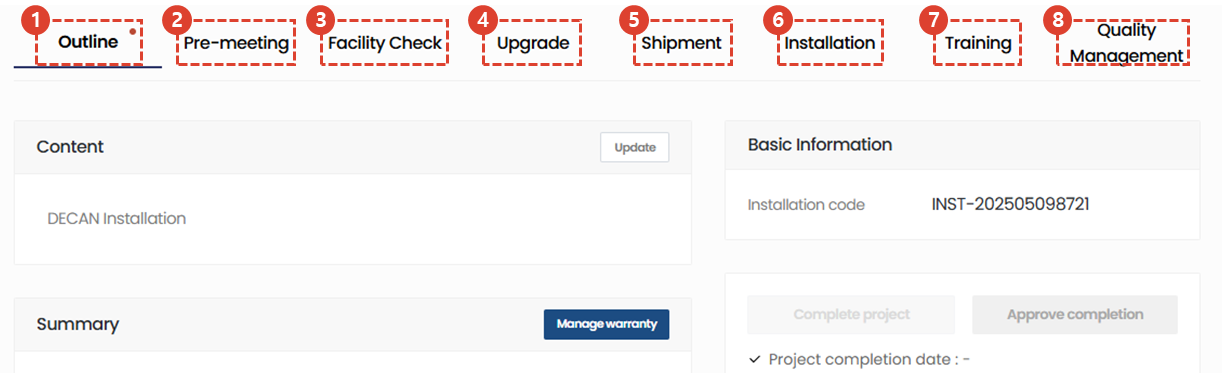 1 Outline
2 Pre-meeting
3 Facility Check
4 Upgrade
5 Shipment
6 Installation
7 Training
8 Quality
Management
Content
Update
DECAN Installation
Summary
Manage warranty
Basic Information
Installation code INST-202505098721
Complete project
Approve completion
Project completion date : -